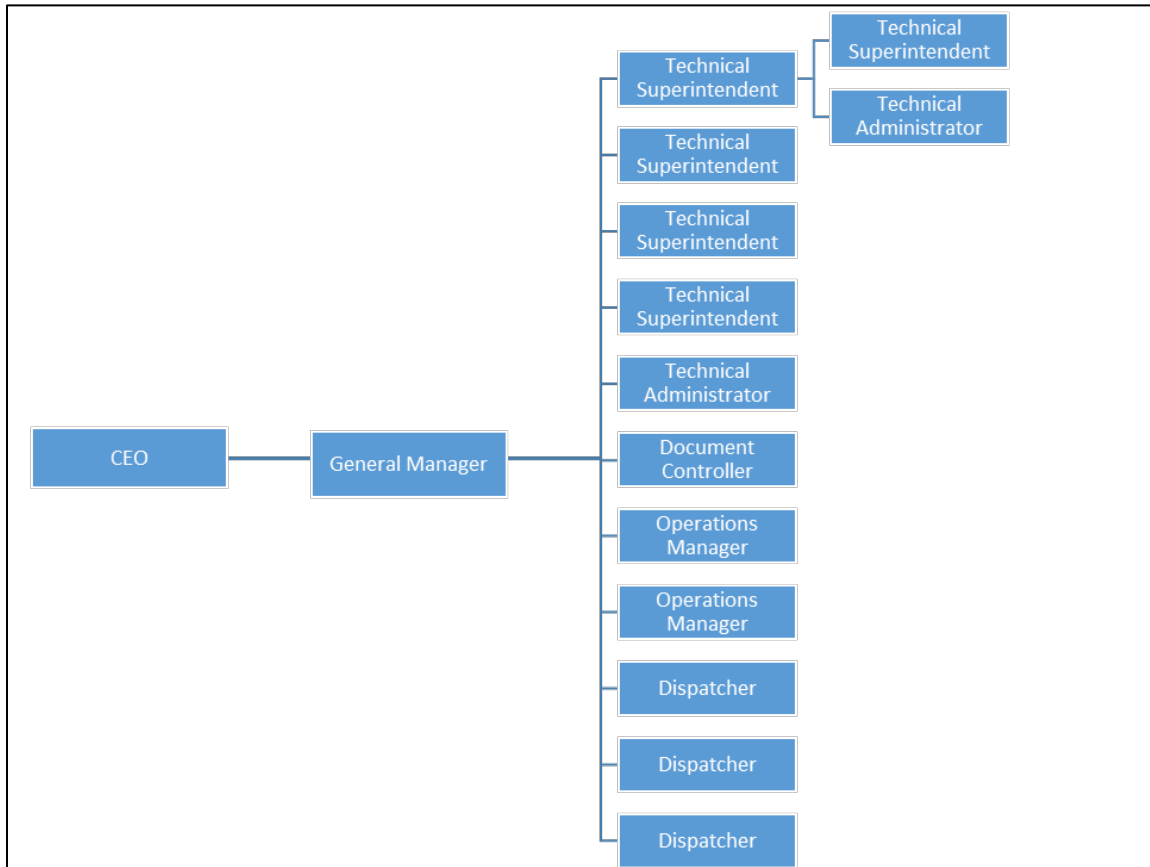 Technical
Superintendent
Technical
Administrator
Technical
Superintendent
Technical
Superintendent
Technical
Superintendent
Technical
Superintendent
Technical
Administrator
CEO
General Manager
Document
Controller
Operations
Manager
Operations
Manager
Dispatcher
Dispatcher
Dispatcher